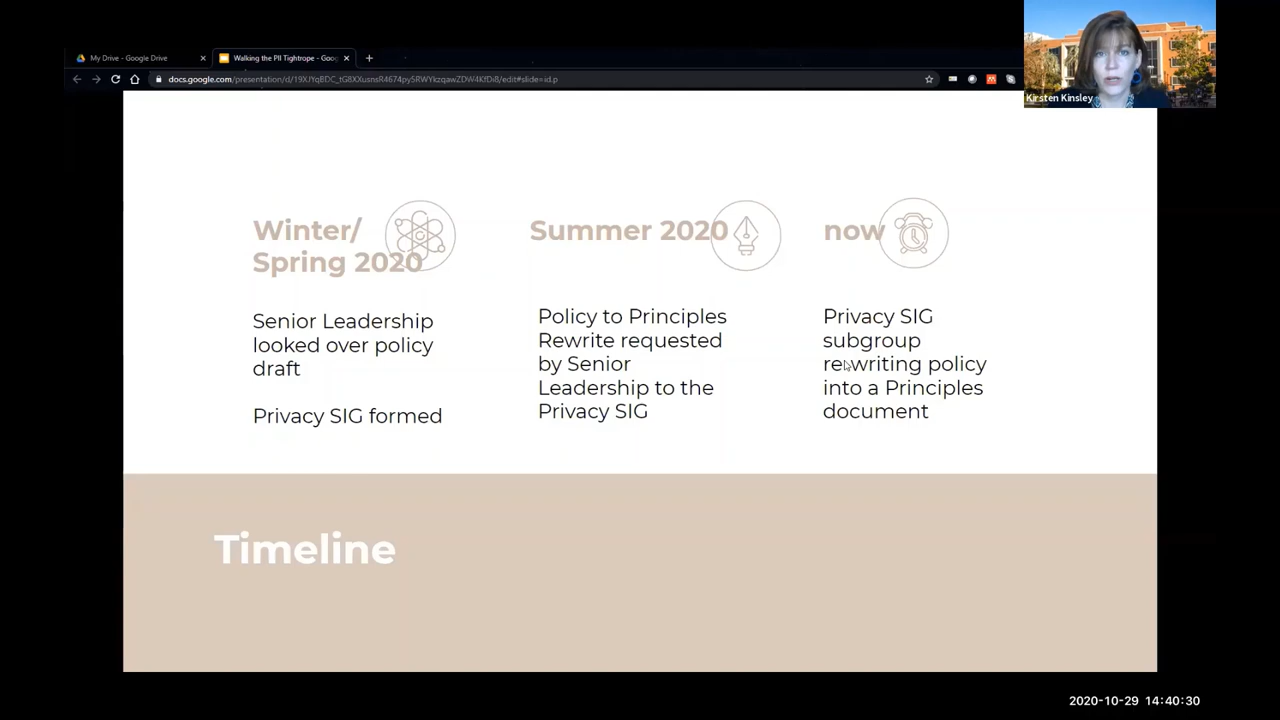 My Drive - Google Drive
Walking the PII Tightrope - Goog
Kirsten Kinsley
Winter/
Spring 2020
Senior Leadership
looked over policy
draft
Privacy SIG formed
Summer 2020
Policy to Principles
Rewrite requested
by Senior
Leadership to the
Privacy SIG
now
Privacy SIG
subgroup
rewriting policy
into a Principles
document
Timeline
2020-10-29 14:40:30